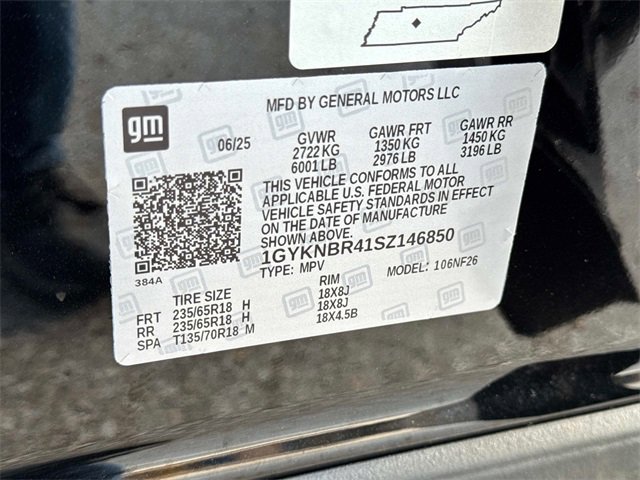 MFD BY GENERAL MOTORS LLC
gm
06/25
GVWR
2722 KG
6001 LB
GAWR FRT
1350 KG
2976 LB
GAWR RR
1450 KG
3196 LB
THIS VEHICLE CONFORMS TO ALL
APPLICABLE U.S. FEDERAL MOTOR
VEHICLE SAFETY STANDARDS IN EFFECT
ON THE DATE OF MANUFACTURE
SHOWN ABOVE.
1GYKNBR41SZ146850
TYPE: MPV MODEL: 106NF26
384A
TIRE SIZE RIM
FRT 235/65R18 H 18X8J
RR 235/65R18 H 18X8J
SPA T135/70R18 M 18X4.5B